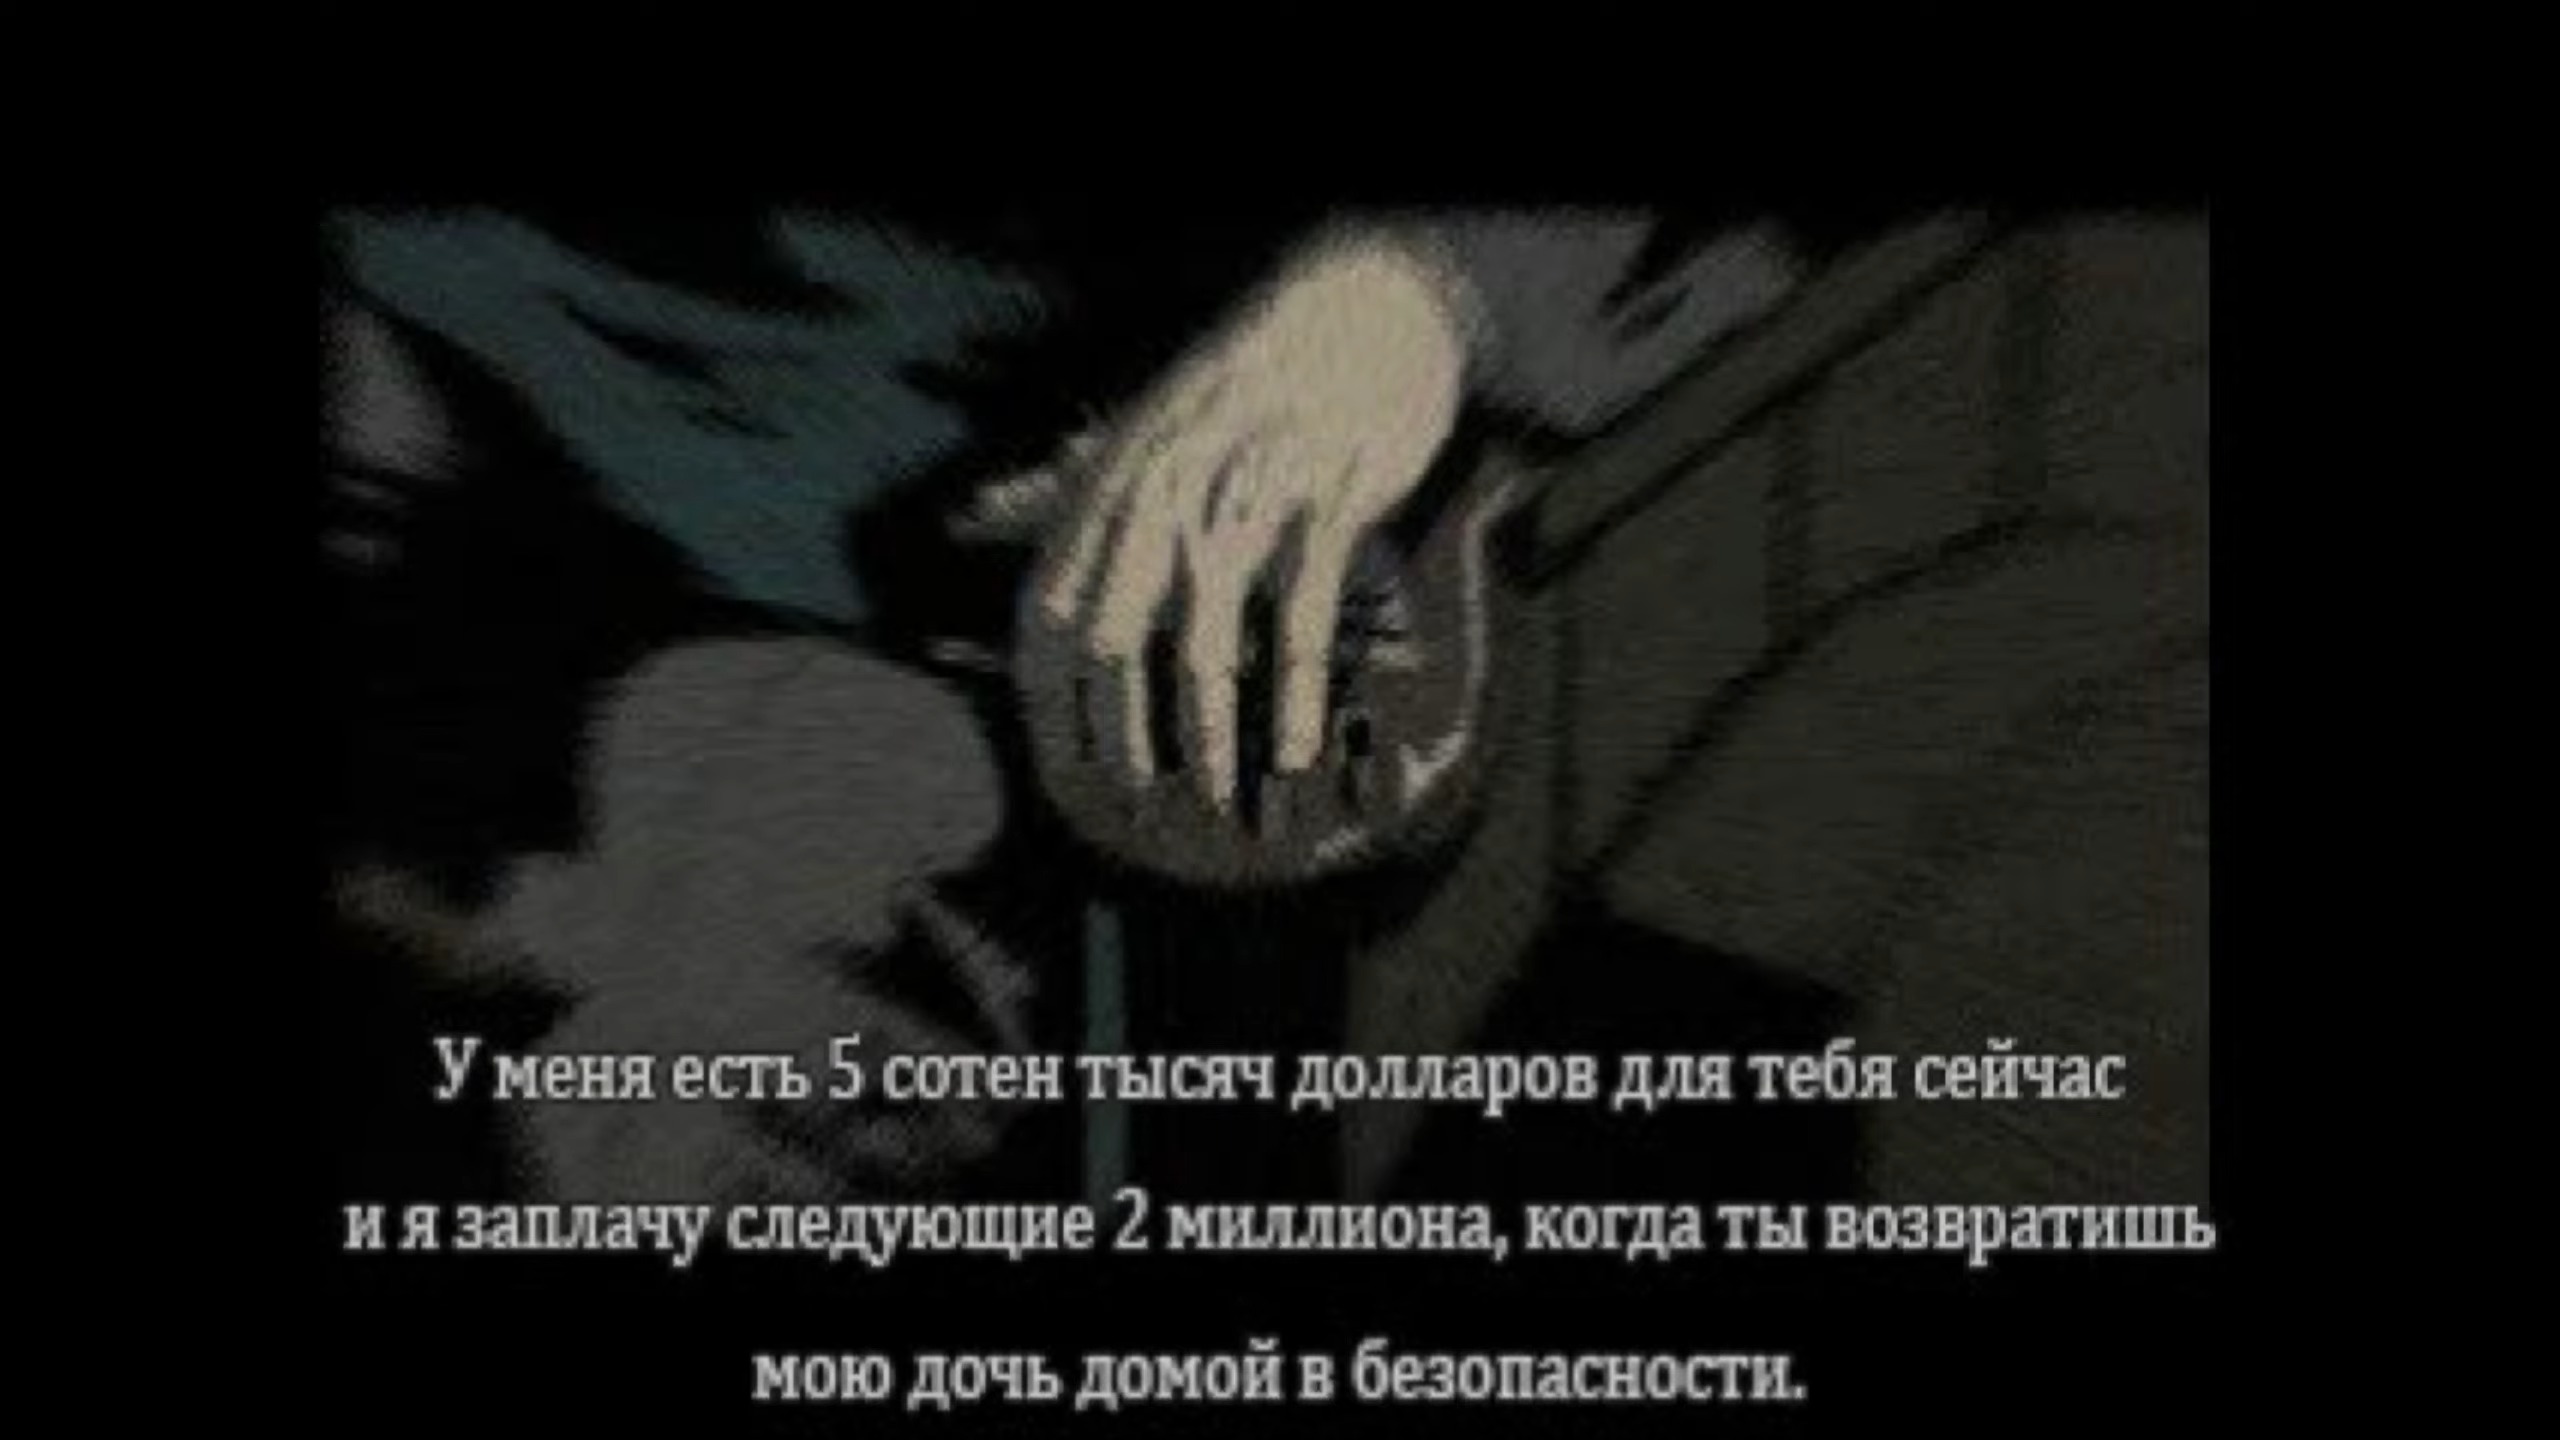 У меня есть 5 сотен тысяч долларов для тебя сейчас
и я заплачу следующие 2 миллиона, когда ты возвратишь
мою дочь домой в безопасности.